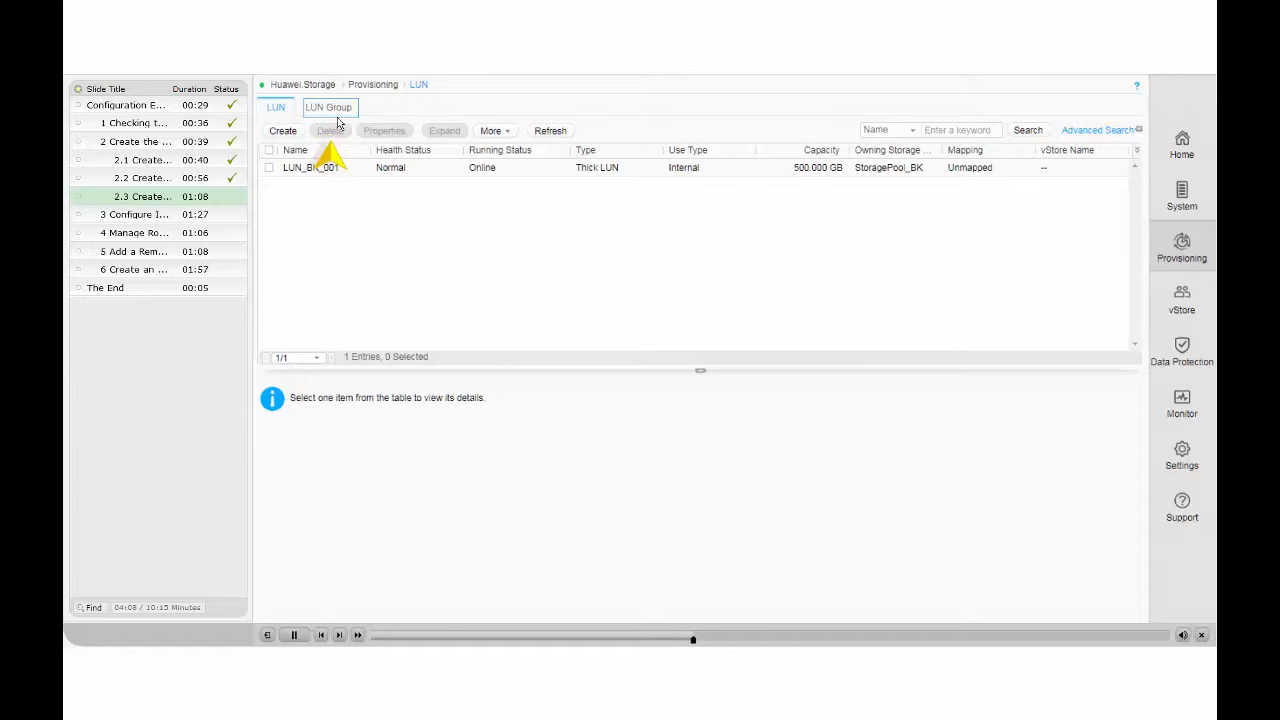 Slide Title Duration Status
Configuration E... 00:29
1 Checking t... 00:36
2 Create the ... 00:39
2.1 Create... 00:40
2.2 Create... 00:56
2.3 Create... 01:08
3 Configure I... 01:27
4 Manage Ro... 01:06
5 Add a Rem... 01:08
6 Create an ... 01:57
The End 00:05
Find 04:08 / 10:15 Minutes
Huawei.Storage Provisioning LUN ?
LUN LUN Group
Create Properties Expand More Refresh Name Enter a keyword Search Advanced Search
Name Health Status Running Status Type Use Type Capacity Owning Storage ... Mapping vStore Name
Normal Online Thick LUN Internal 500.000 GB StoragePool_BK Unmapped --
1/1 1 Entries, 0 Selected
Select one item from the table to view its details.
Home
System
Provisioning
vStore
Data Protection
Monitor
Settings
Support